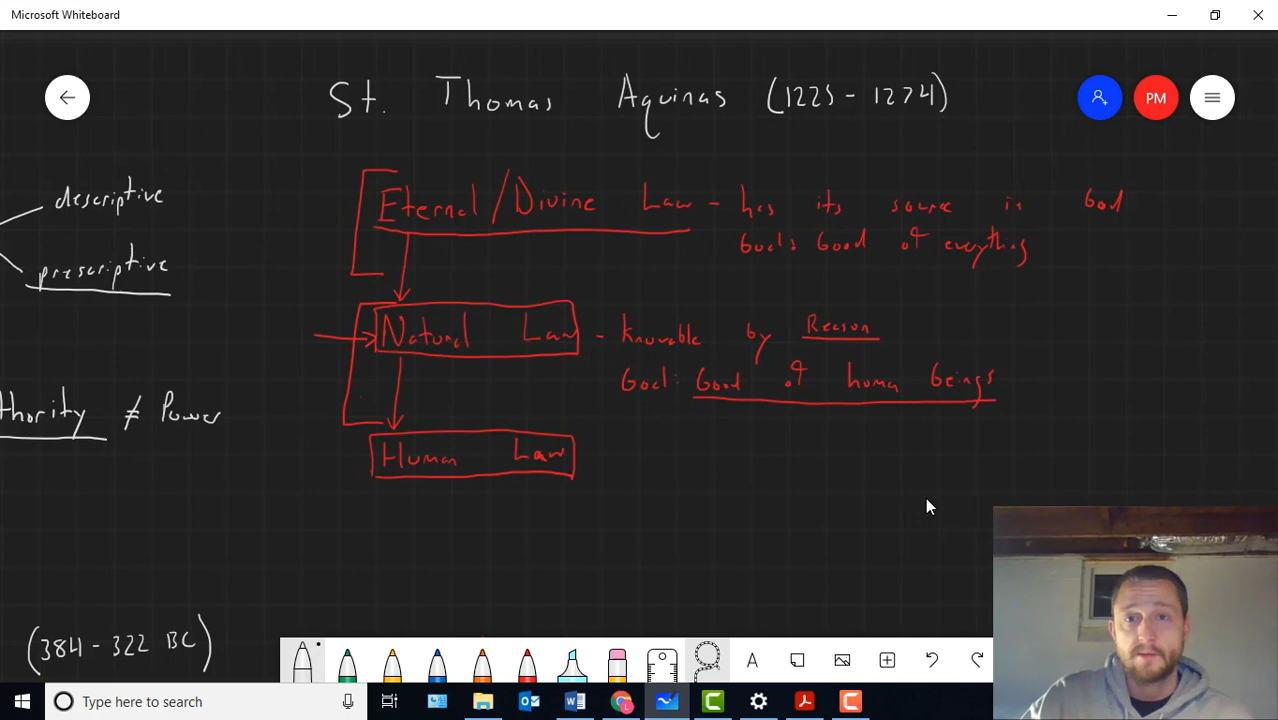 Microsoft Whiteboard
St. Thomas Aquinas (1225 - 1274)
PM
descriptive
prescriptive
Eternal / Divine Law - has its source in God
Goal: Good of everything
Natural Law - Knowable by Reason
Goal: Good of human beings
thority ≠ Power
Human Law
(384 - 322 BC)
Type here to search